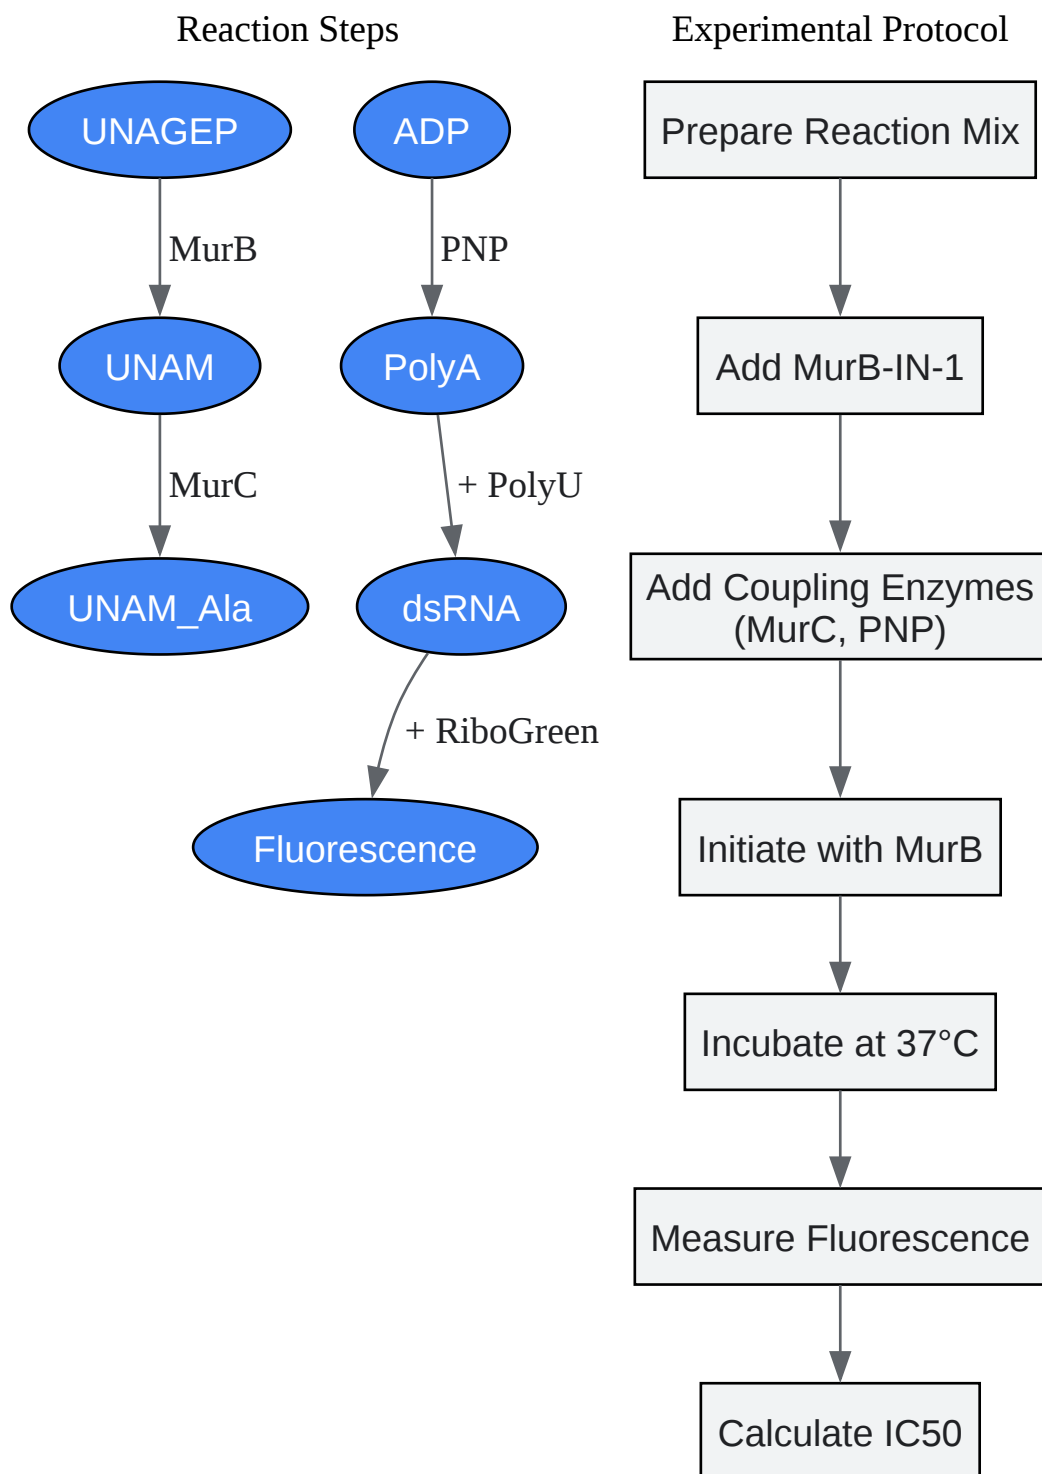 Reaction Steps
UNAGEP
MurB
UNAM
MurC
UNAM_Ala
ADP
PNP
PolyA
+ PolyU
dsRNA
+ RiboGreen
Fluorescence
Experimental Protocol
Prepare Reaction Mix
Add MurB-IN-1
Add Coupling Enzymes
(MurC, PNP)
Initiate with MurB
Incubate at 37°C
Measure Fluorescence
Calculate IC50